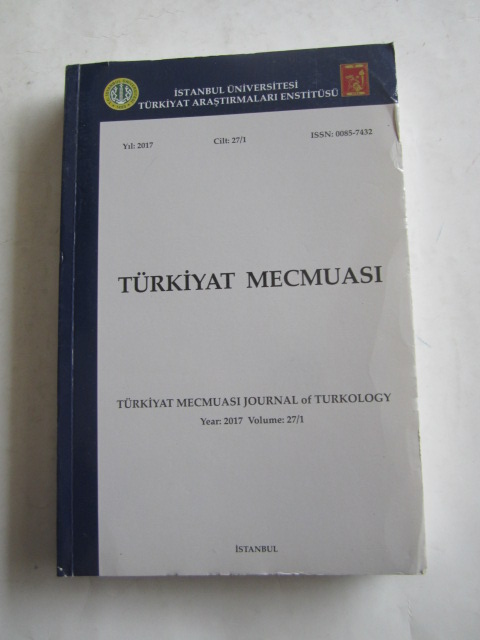 İSTANBUL ÜNİVERSİTESİ
TÜRKİYAT ARAŞTIRMALARI ENSTİTÜSÜ
Yıl: 2017 Cilt: 27/1 ISSN: 0085-7432
TÜRKİYAT MECMUASI
TÜRKİYAT MECMUASI JOURNAL of TURKOLOGY
Year: 2017 Volume: 27/1
İSTANBUL